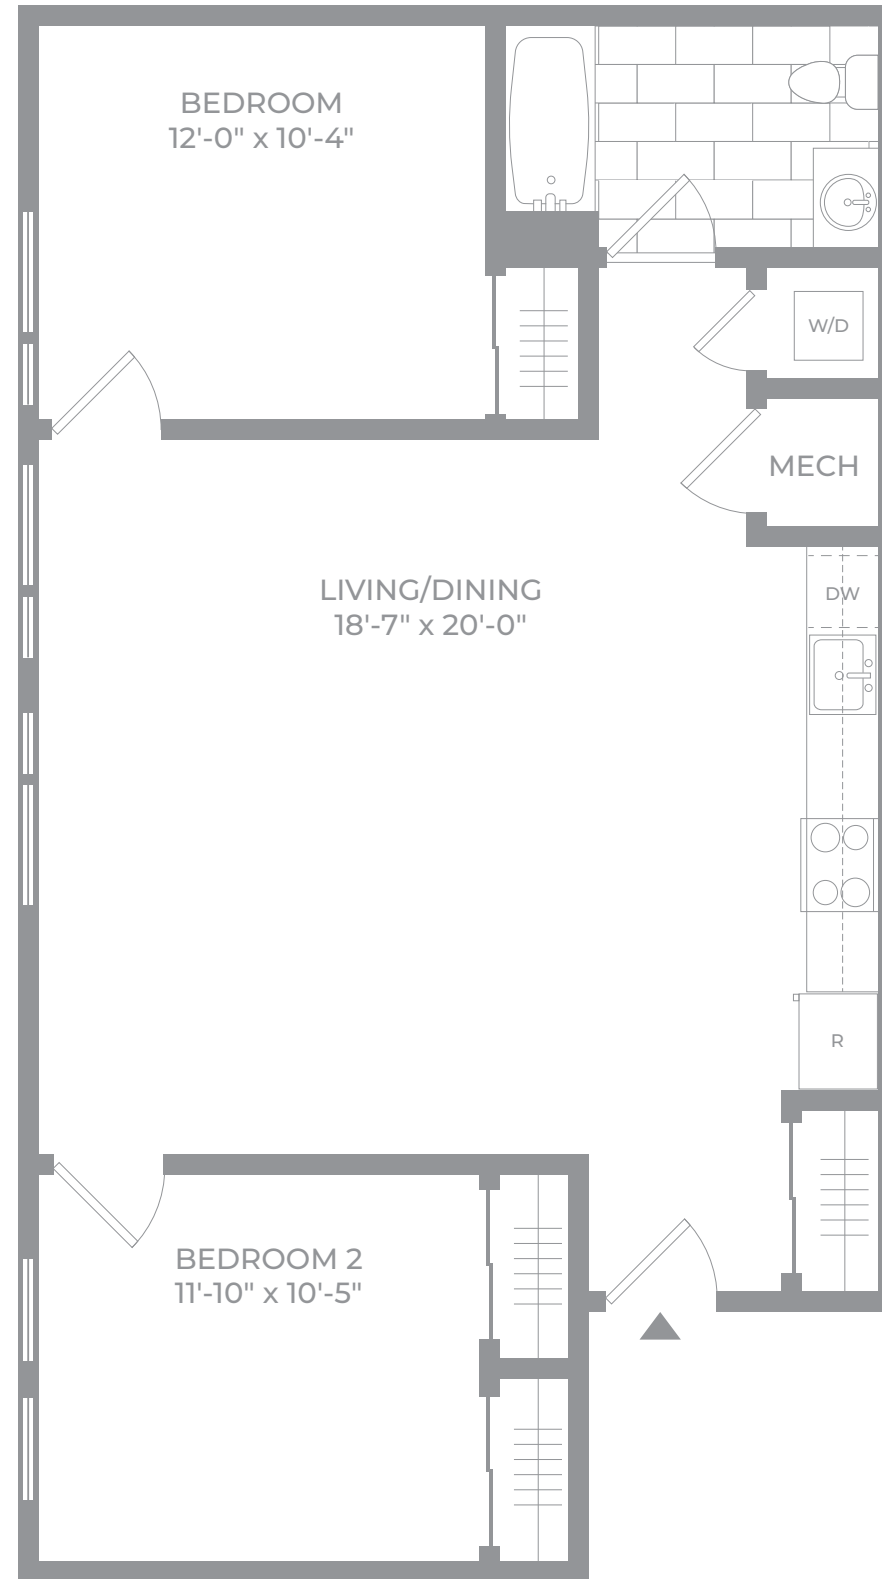 BEDROOM
12'-0" x 10'-4"
W/D
MECH
LIVING/DINING
18'-7" x 20'-0"
DW
R
BEDROOM 2
11'-10" x 10'-5"